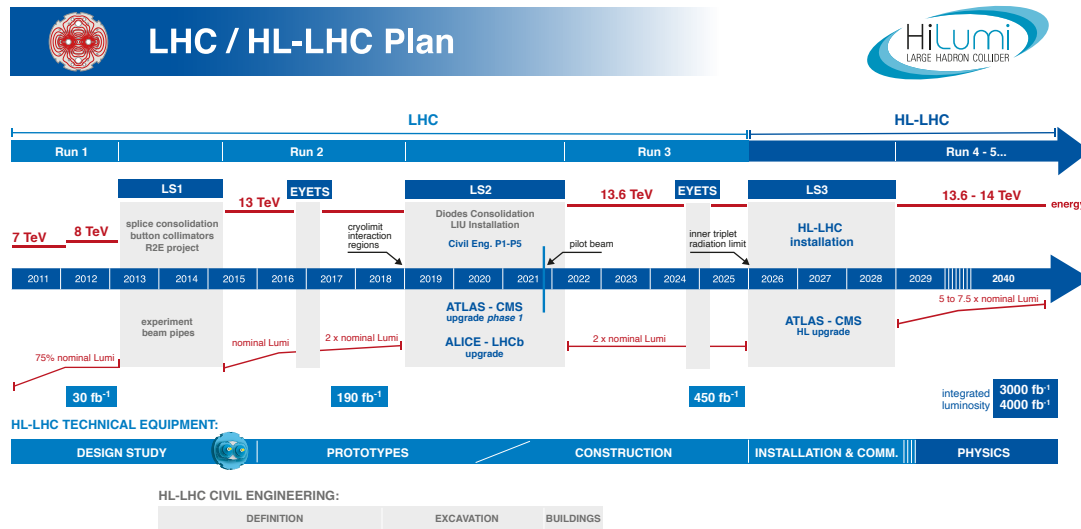 LHC / HL-LHC Plan
HiLumi
LARGE HADRON COLLIDER
LHC
HL-LHC
Run 1
Run 2
Run 3
Run 4 - 5...
LS1
EYETS
LS2
EYETS
LS3
13 TeV
13.6 TeV
13.6 - 14 TeV
energy
7 TeV
8 TeV
splice consolidation
button collimators
R2E project
cryolimit
interaction
regions
Diodes Consolidation
LIU Installation
Civil Eng. P1-P5
pilot beam
inner triplet
radiation limit
HL-LHC
installation
2011
2012
2013
2014
2015
2016
2017
2018
2019
2020
2021
2022
2023
2024
2025
2026
2027
2028
2029
2040
experiment
beam pipes
ATLAS - CMS
upgrade phase 1
ALICE - LHCb
upgrade
ATLAS - CMS
HL upgrade
5 to 7.5 x nominal Lumi
75% nominal Lumi
nominal Lumi
2 x nominal Lumi
2 x nominal Lumi
30 fb⁻¹
190 fb⁻¹
450 fb⁻¹
integrated
luminosity
3000 fb⁻¹
4000 fb⁻¹
HL-LHC TECHNICAL EQUIPMENT:
DESIGN STUDY
PROTOTYPES
CONSTRUCTION
INSTALLATION & COMM.
PHYSICS
HL-LHC CIVIL ENGINEERING:
DEFINITION
EXCAVATION
BUILDINGS